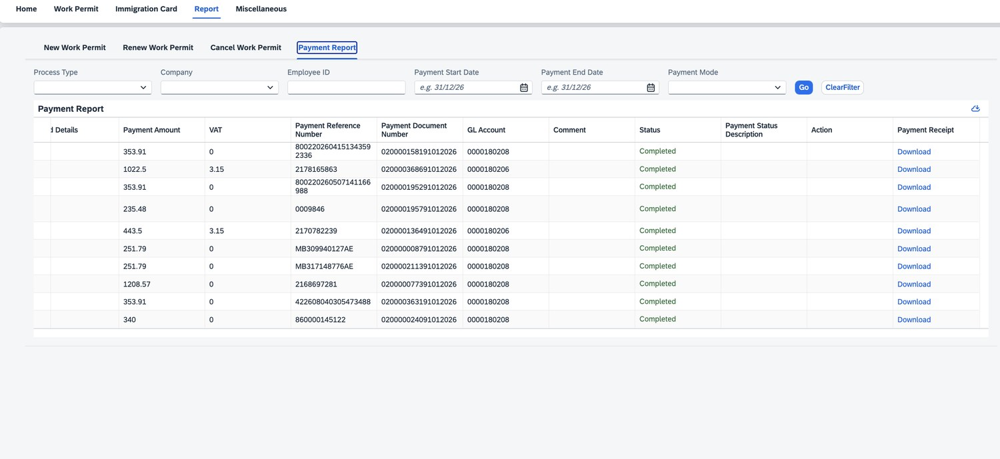 Home Work Permit Immigration Card Report Miscellaneous
New Work Permit Renew Work Permit Cancel Work Permit Payment Report
Process Type Company Employee ID Payment Start Date Payment End Date Payment Mode
e.g. 31/12/26 e.g. 31/12/26 Go ClearFilter
Payment Report
Details Payment Amount VAT Payment Reference Number Payment Document Number GL Account Comment Status Payment Status Description Action Payment Receipt
353.91 0 8002202604151343592336 020000158191012026 0000180208 Completed Download
1022.5 3.15 2178165863 020000368691012026 0000180206 Completed Download
353.91 0 800220260507141166988 020000195291012026 0000180208 Completed Download
235.48 0 0009846 020000195791012026 0000180208 Completed Download
443.5 3.15 2170782239 020000136491012026 0000180206 Completed Download
251.79 0 MB309940127AE 020000008791012026 0000180208 Completed Download
251.79 0 MB317148776AE 020000211391012026 0000180208 Completed Download
1208.57 0 2168697281 020000077391012026 0000180208 Completed Download
353.91 0 422608040305473488 020000363191012026 0000180208 Completed Download
340 0 860000145122 020000024091012026 0000180208 Completed Download